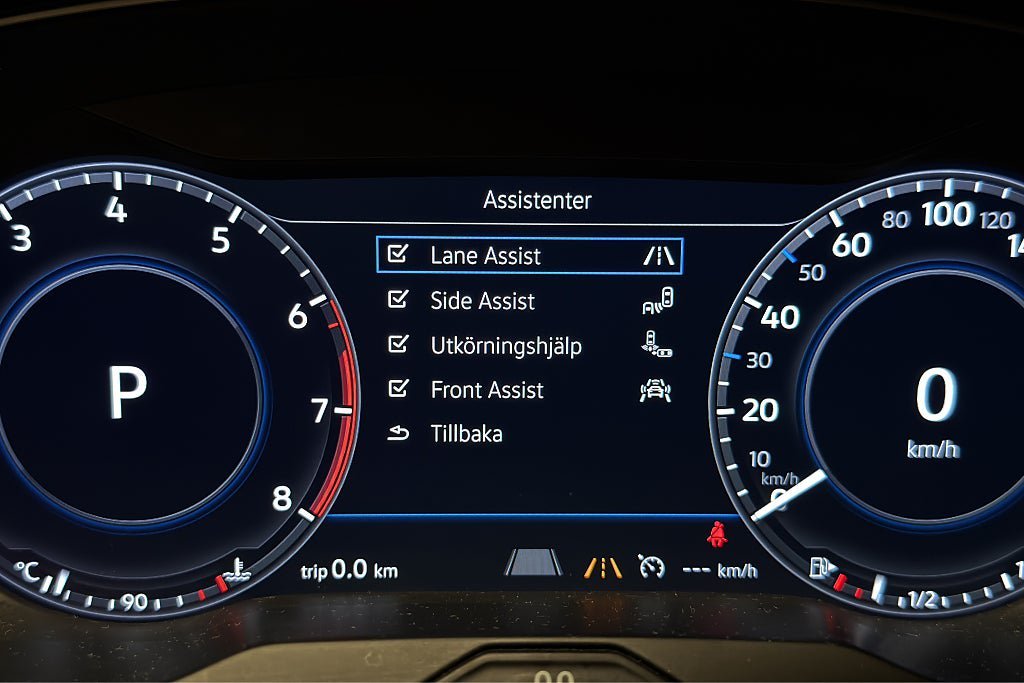 Assistenter
Lane Assist
Side Assist
Utkörningshjälp
Front Assist
Tillbaka
3 4 5 6 7 8
P
°C 90
trip 0.0 km
--- km/h
0 10 20 30 40 50 60 80 100 120
km/h
0
km/h
1/2